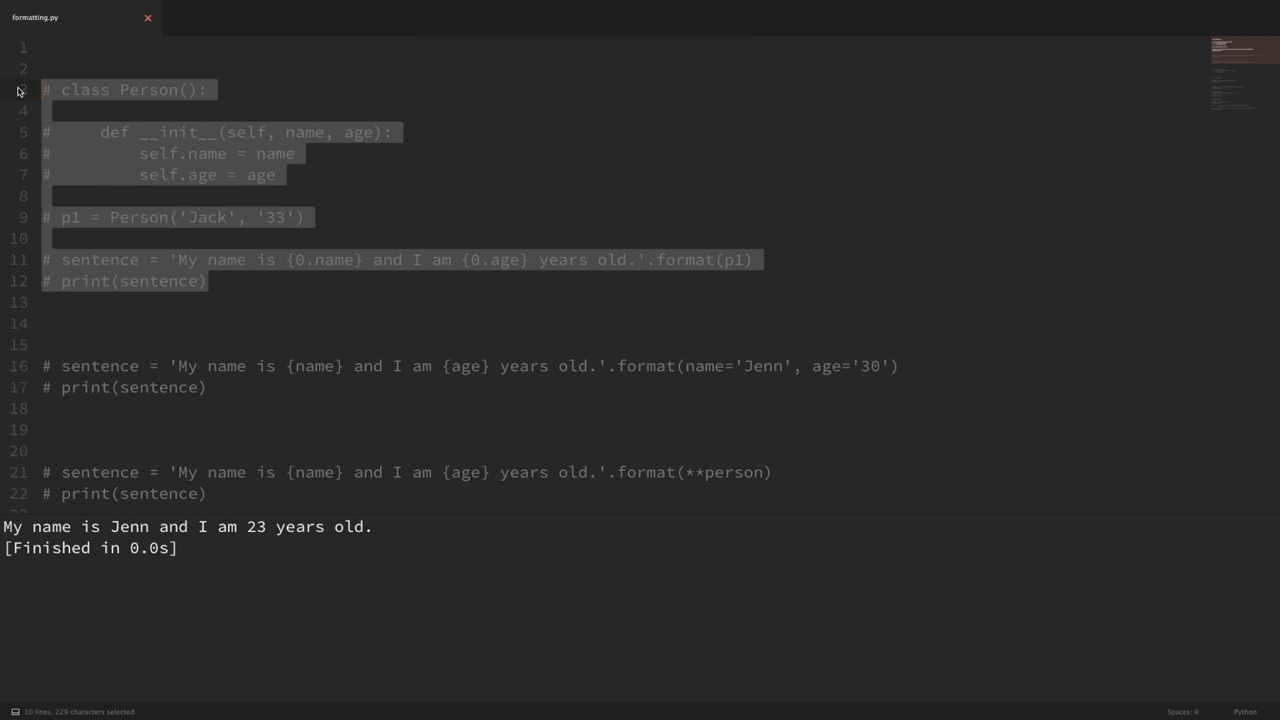 formatting.py
1
2
3 # class Person():
4
5 #     def __init__(self, name, age):
6 #         self.name = name
7 #         self.age = age
8
9 # p1 = Person('Jack', '33')
10
11 # sentence = 'My name is {0.name} and I am {0.age} years old.'.format(p1)
12 # print(sentence)
13
14
15
16 # sentence = 'My name is {name} and I am {age} years old.'.format(name='Jenn', age='30')
17 # print(sentence)
18
19
20
21 # sentence = 'My name is {name} and I am {age} years old.'.format(**person)
22 # print(sentence)
My name is Jenn and I am 23 years old.
[Finished in 0.0s]
10 lines, 229 characters selected
Spaces: 4
Python